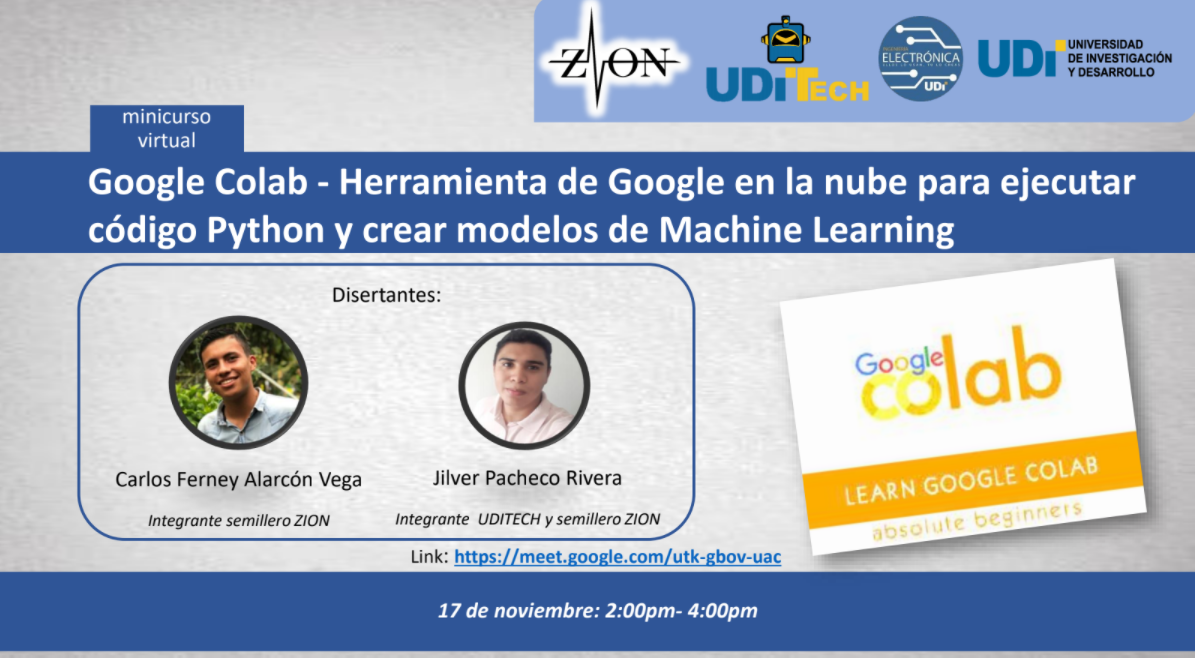 ZION
UDiTECH
INGENIERÍA
ELECTRÓNICA
UDi
UDi
UNIVERSIDAD
DE INVESTIGACIÓN
Y DESARROLLO
minicurso
virtual
Google Colab - Herramienta de Google en la nube para ejecutar
código Python y crear modelos de Machine Learning
Disertantes:
Carlos Ferney Alarcón Vega
Integrante semillero ZION
Jilver Pacheco Rivera
Integrante UDITECH y semillero ZION
Google
colab
LEARN GOOGLE COLAB
absolute beginners
Link: https://meet.google.com/utk-gbov-uac
17 de noviembre: 2:00pm- 4:00pm